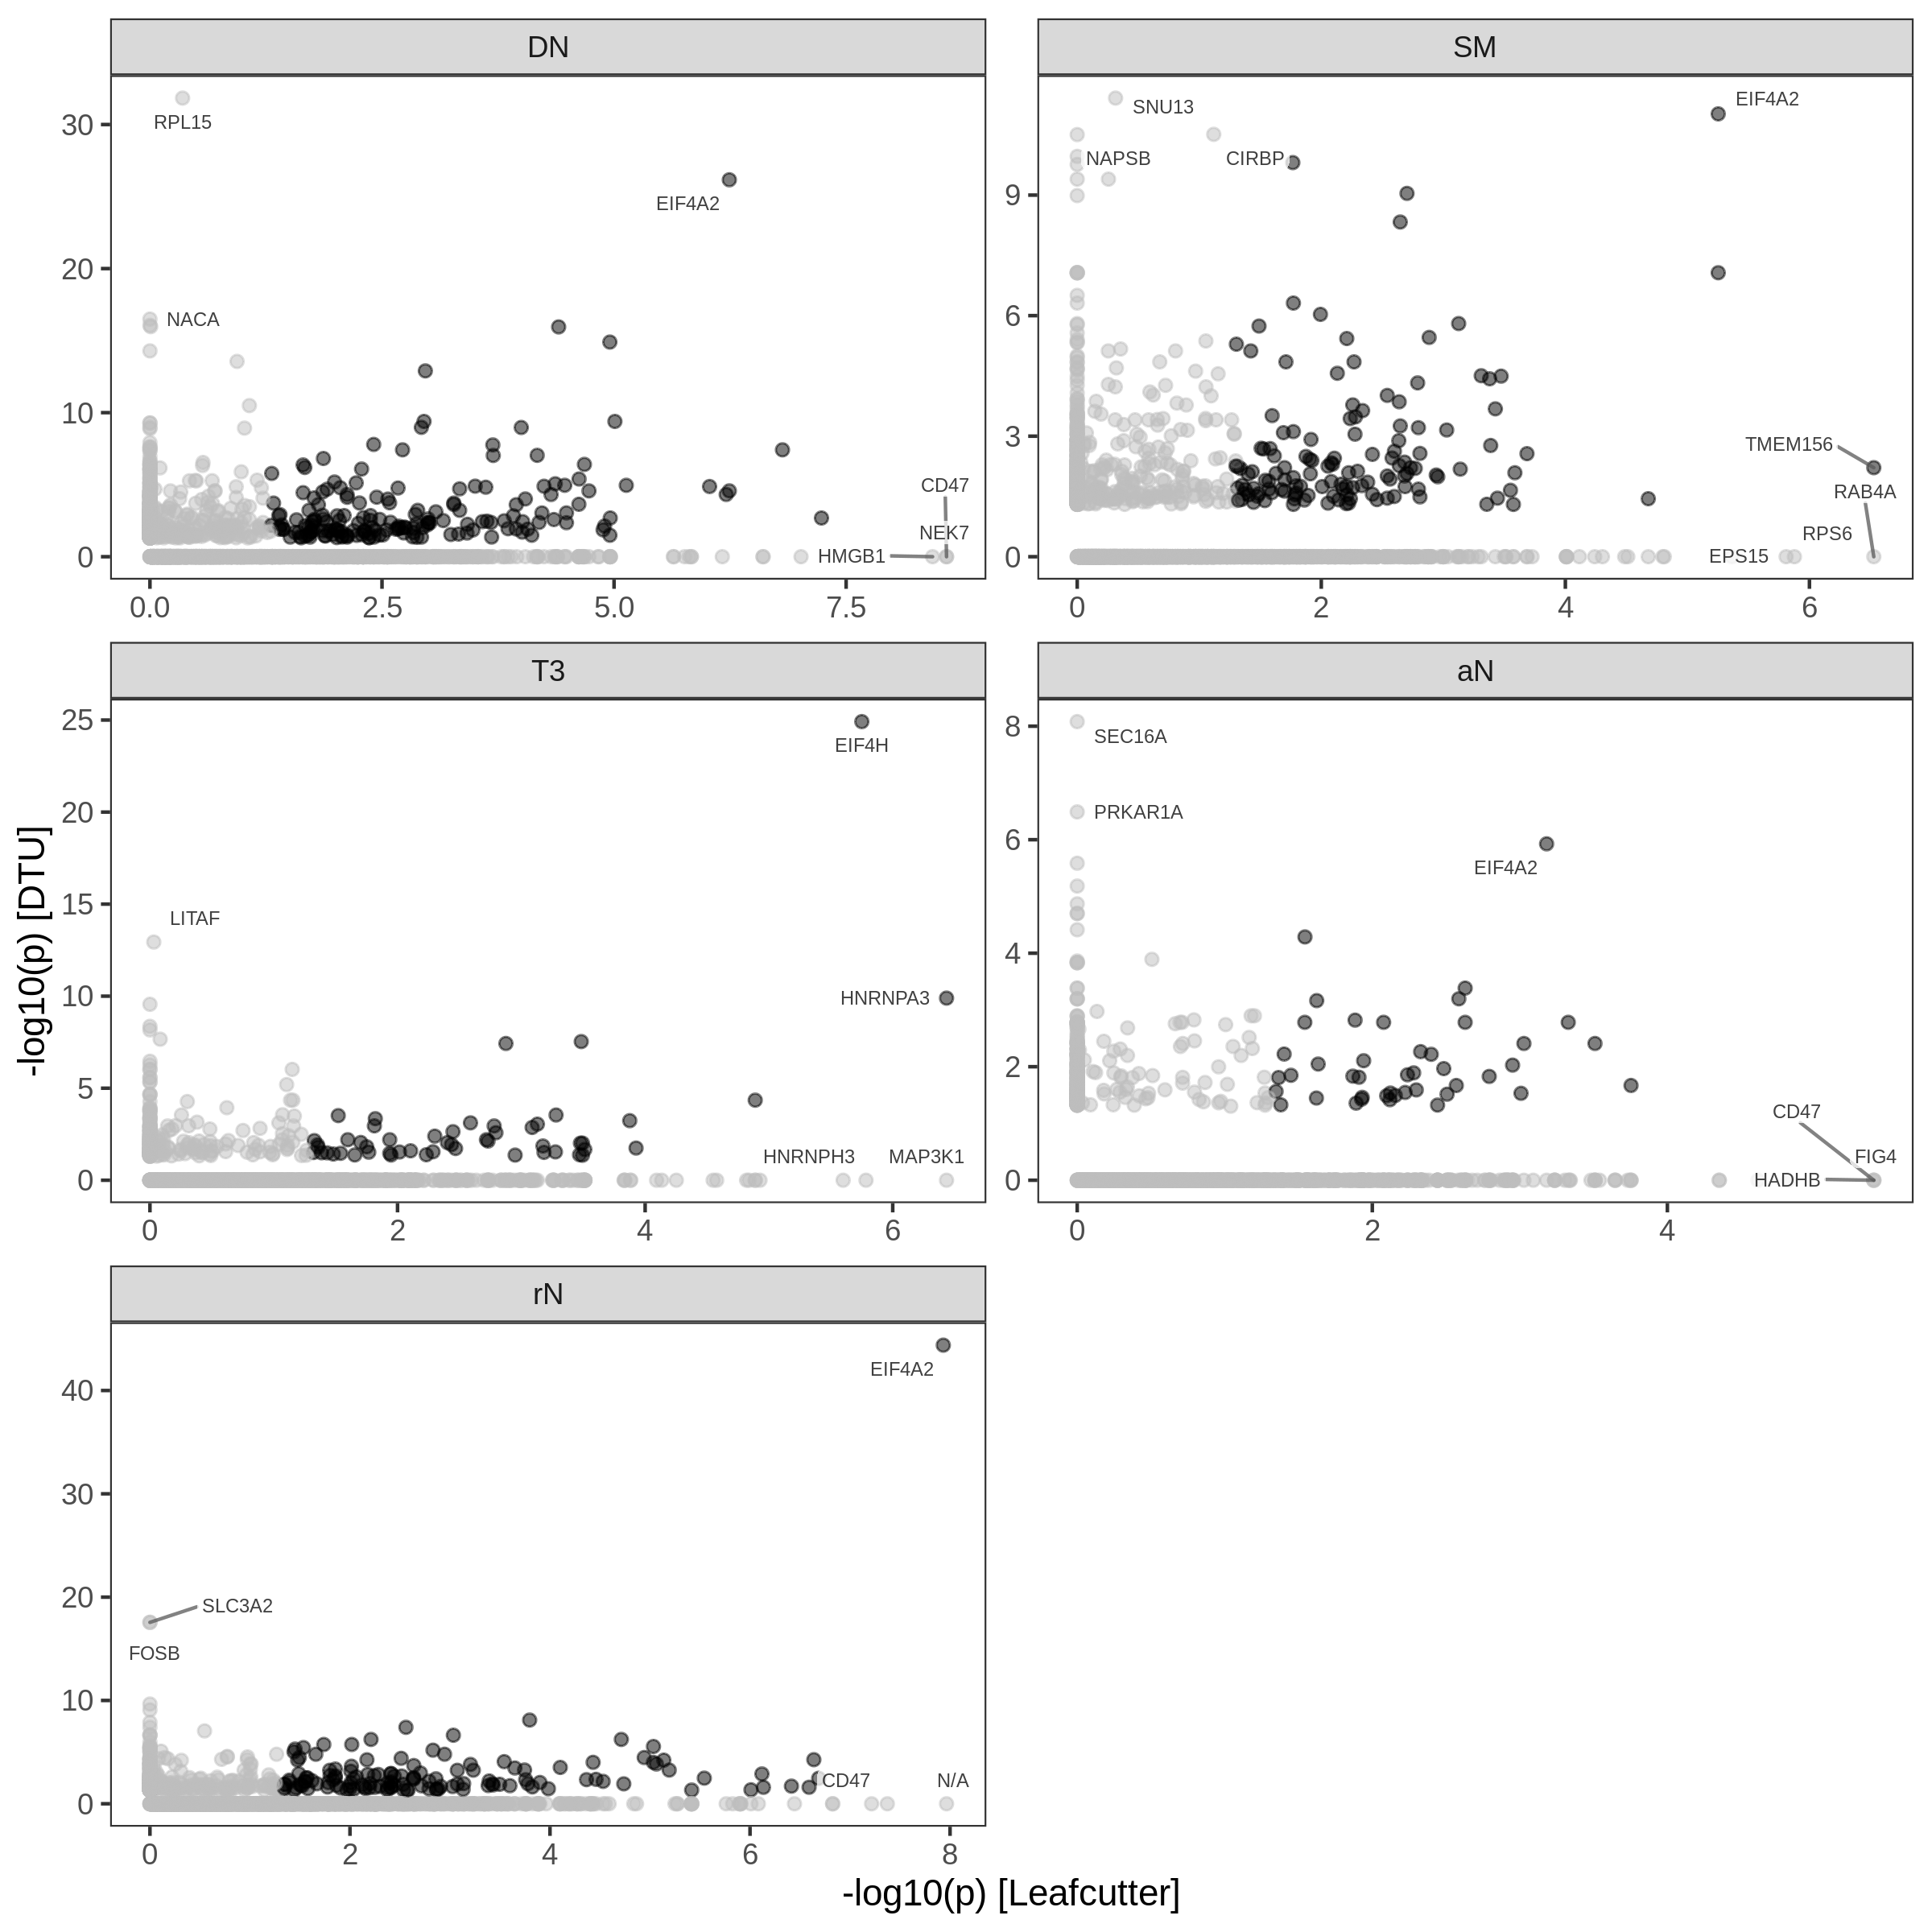 DN
SM
RPL15
30
EIF4A2
20
NACA
10
CD47
NEK7
HMGB1
0
0.0 2.5 5.0 7.5
SNU13
EIF4A2
NAPSB
CIRBP
9
6
3
TMEM156
RAB4A
RPS6
EPS15
0
0 2 4 6
T3
aN
25
EIF4H
20
15
LITAF
10
HNRNPA3
5
HNRNPH3 MAP3K1
0
0 2 4 6
8
SEC16A
PRKAR1A
6
EIF4A2
4
2
CD47
FIG4
HADHB
0
0 2 4
rN
EIF4A2
40
30
20
SLC3A2
FOSB
10
CD47 N/A
0
0 2 4 6 8
-log10(p) [DTU]
-log10(p) [Leafcutter]